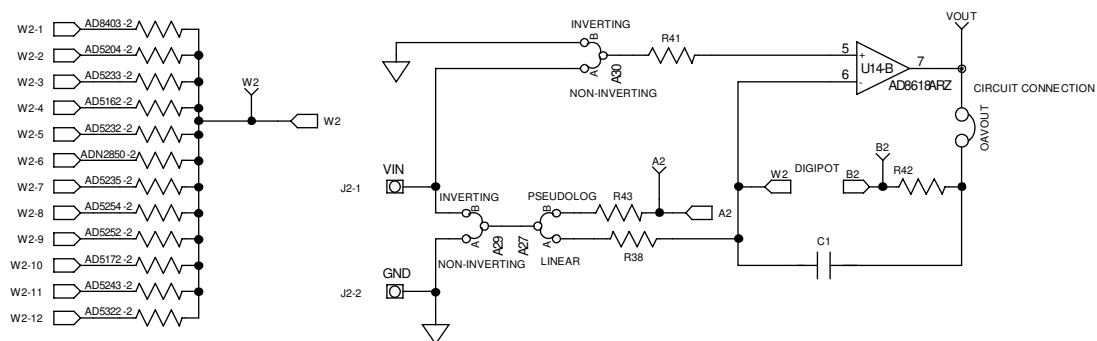 W2-1 AD8403-2
W2-2 AD5204-2
W2-3 AD5233-2
W2-4 AD5162-2
W2-5 AD5232-2
W2-6 ADN2850-2
W2-7 AD5235-2
W2-8 AD5254-2
W2-9 AD5252-2
W2-10 AD5172-2
W2-11 AD5243-2
W2-12 AD5322-2
W2
W2
INVERTING
B
A
A30
NON-INVERTING
R41
5
+
6
-
U14-B
7
AD8618ARZ
VOUT
CIRCUIT CONNECTION
OAVOUT
VIN
J2-1
INVERTING
B
A
A29
NON-INVERTING
GND
J2-2
PSEUDOLOG
B
A
A27
LINEAR
R43
R38
A2
A2
W2
DIGIPOT
B2
B2
R42
C1